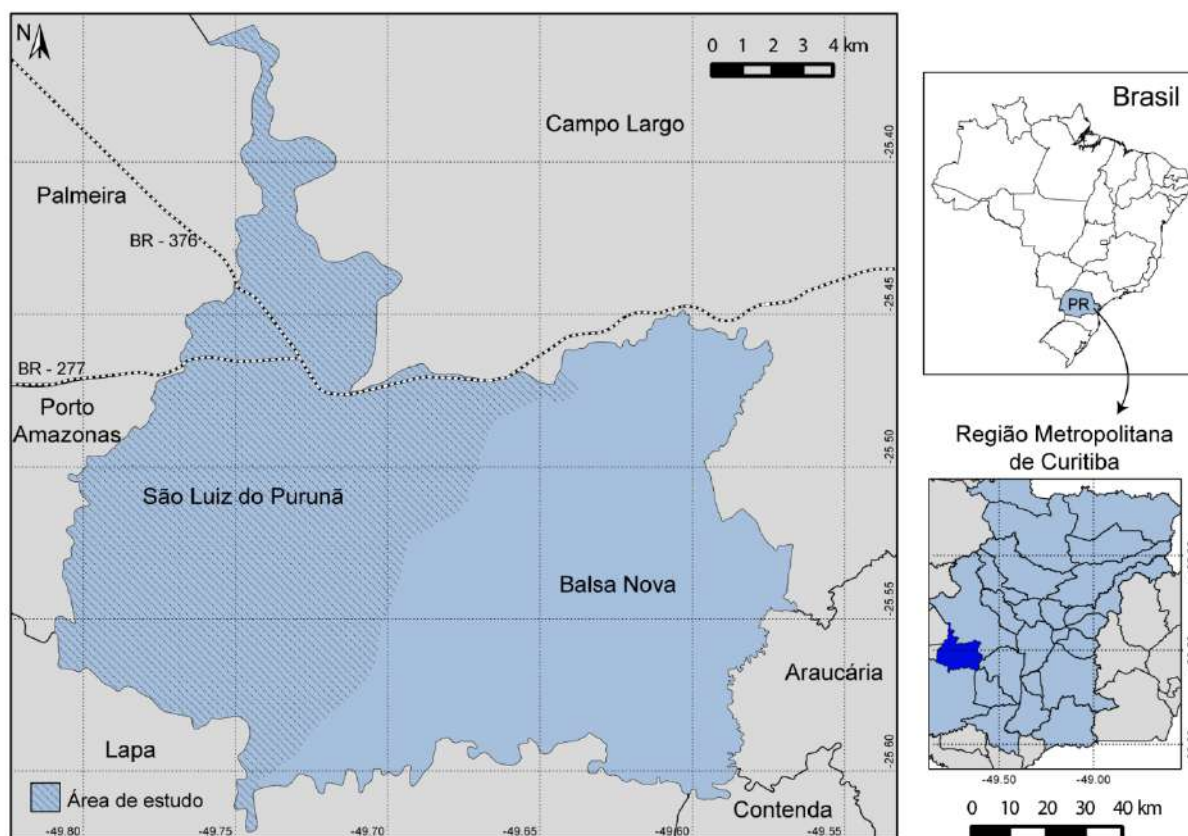 N
0 1 2 3 4 km
Campo Largo
Palmeira
BR - 376
BR - 277
Porto
Amazonas
São Luiz do Purunã
Balsa Nova
Araucária
Lapa
Contenda
Área de estudo
-25.40
-25.45
-25.50
-25.55
-25.60
-49.80
-49.75
-49.70
-49.65
-49.60
-49.55
Brasil
PR
Região Metropolitana
de Curitiba
-49.50
-49.00
0 10 20 30 40 km